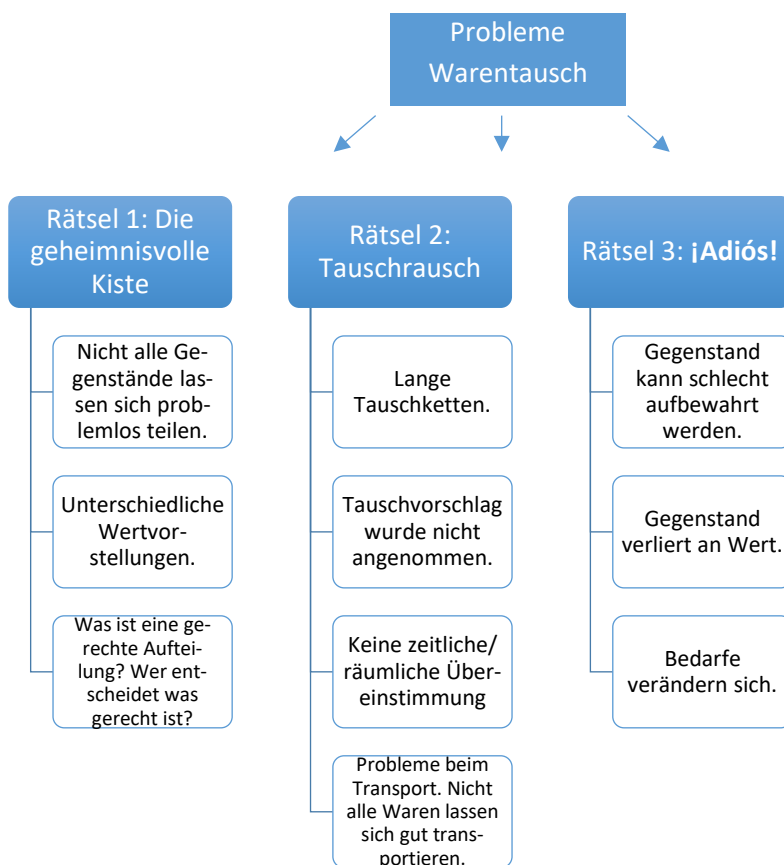 Probleme
Warentausch
Rätsel 1: Die
geheimnisvolle
Kiste
Nicht alle Ge-
genstände las-
sen sich prob-
lemlos teilen.
Unterschiedliche
Wertvor-
stellungen.
Was ist eine ge-
rechte Auftei-
lung? Wer ent-
scheidet was
gerecht ist?
Rätsel 2:
Tauschrausch
Lange
Tauschketten.
Tauschvorschlag
wurde nicht
angenommen.
Keine zeitliche/
räumliche Über-
einstimmung
Probleme beim
Transport. Nicht
alle Waren lassen
sich gut trans-
portieren.
Rätsel 3: ¡Adiós!
Gegenstand
kann schlecht
aufbewahrt
werden.
Gegenstand
verliert an Wert.
Bedarfe
verändern sich.